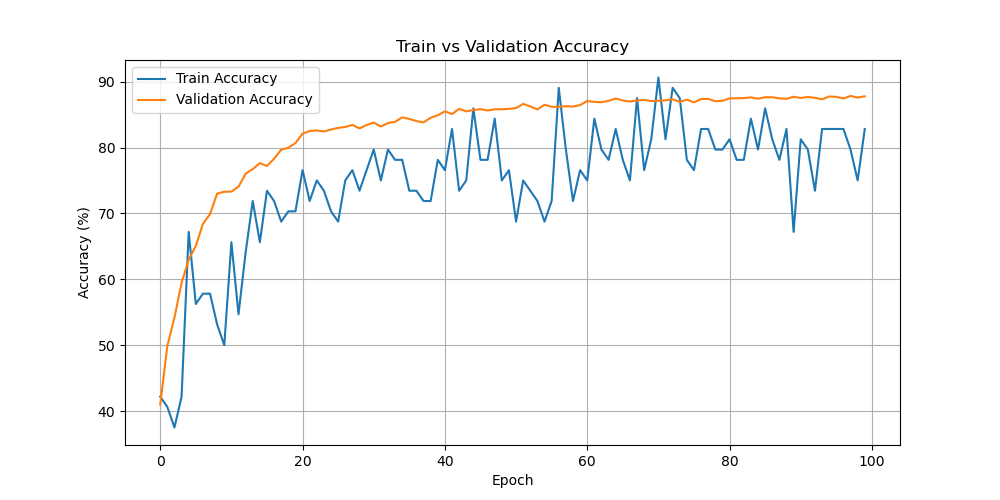 Train vs Validation Accuracy
Train Accuracy
Validation Accuracy
90
80
70
60
50
40
Accuracy (%)
0 20 40 60 80 100
Epoch